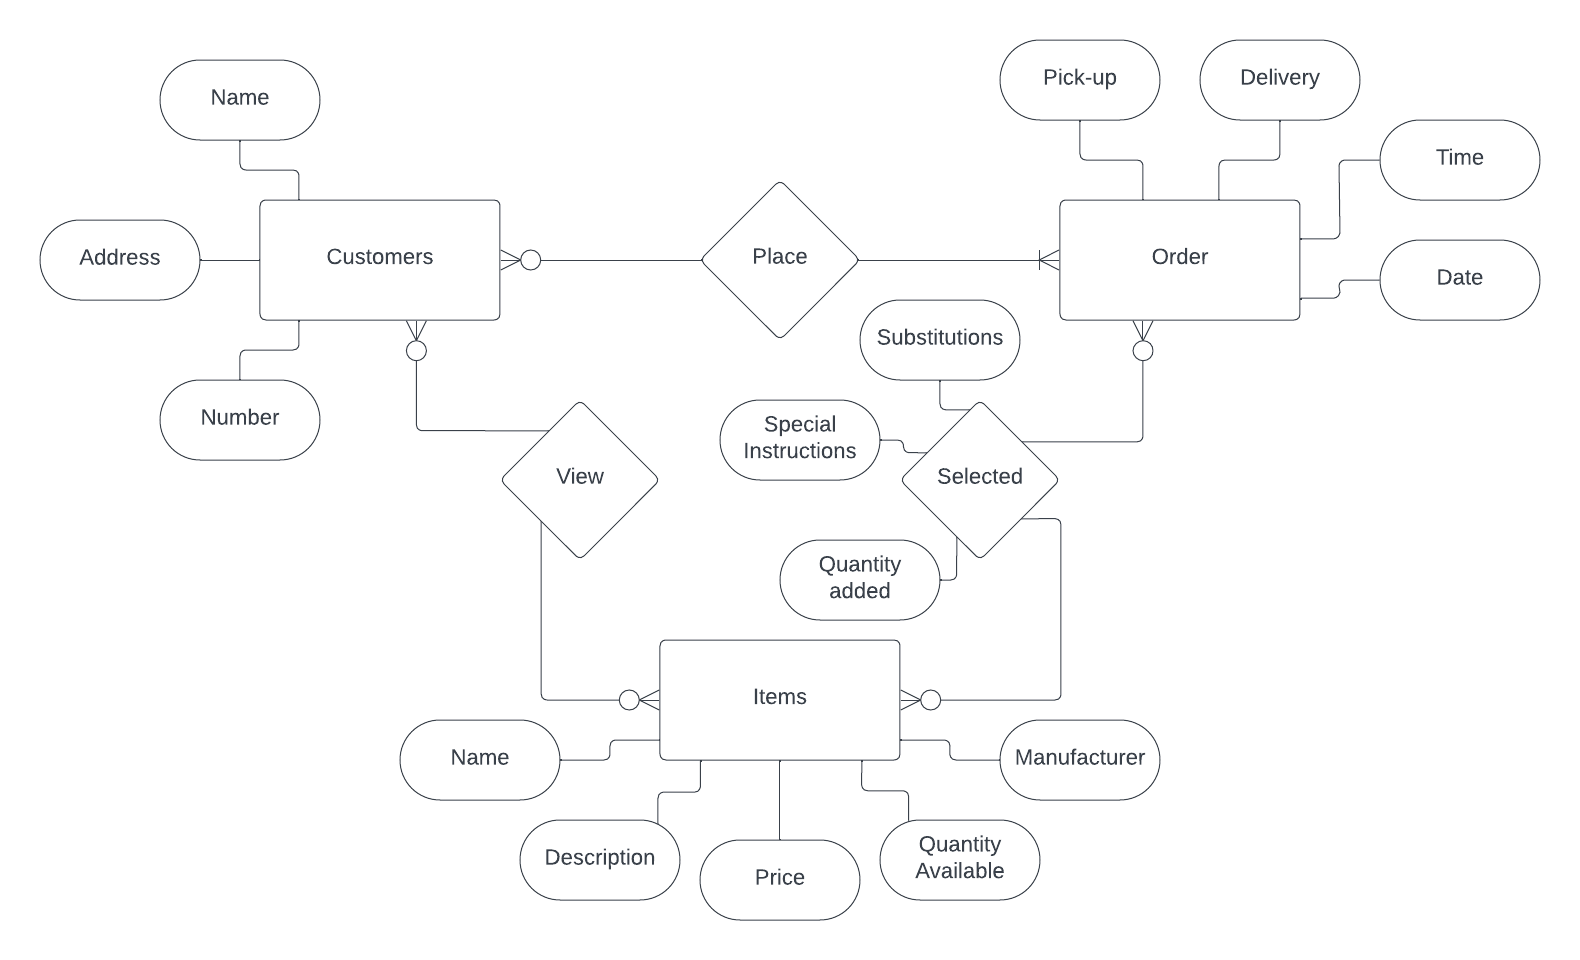 Pick-up
Delivery
Name
Time
Address
Customers
Place
Order
Date
Substitutions
Number
Special
Instructions
View
Selected
Quantity
added
Items
Name
Manufacturer
Description
Price
Quantity
Available